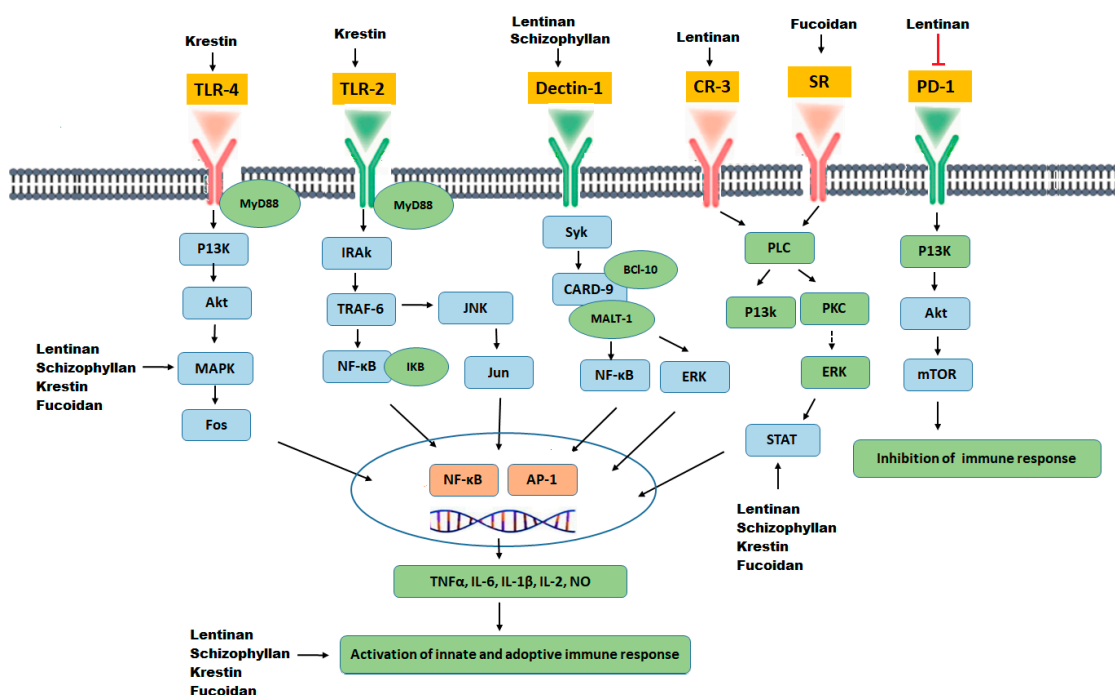 Krestin
Krestin
Lentinan
Schizophyllan
Lentinan
Fucoidan
Lentinan
TLR-4
TLR-2
Dectin-1
CR-3
SR
PD-1
MyD88
MyD88
P13K
IRAk
Syk
PLC
P13K
BCl-10
CARD-9
Akt
TRAF-6
JNK
MALT-1
P13k
PKC
Akt
Lentinan
Schizophyllan
Krestin
Fucoidan
MAPK
NF-κB
IKB
Jun
NF-κB
ERK
ERK
mTOR
Fos
STAT
Inhibition of immune response
NF-κB
AP-1
Lentinan
Schizophyllan
Krestin
Fucoidan
TNFα, IL-6, IL-1β, IL-2, NO
Lentinan
Schizophyllan
Krestin
Fucoidan
Activation of innate and adoptive immune response